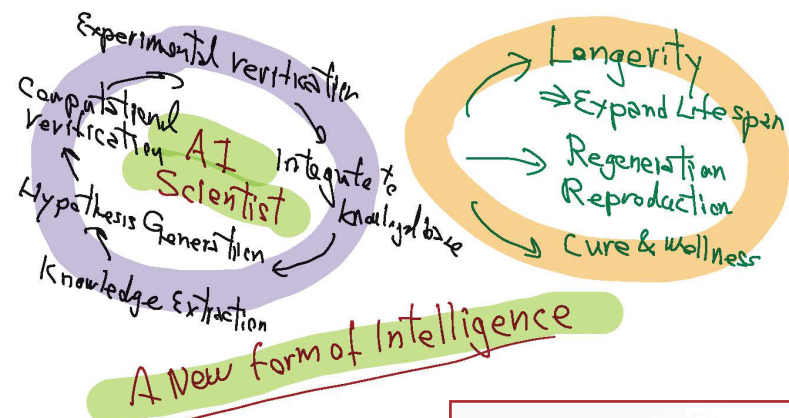 Experimental verification
Computational
verification
AI
Scientist
Integrate to
knowledgebase
Hypothesis Generation
Knowledge Extraction
Longevity
⇒ Expand Lifespan
Regeneration
Reproduction
Cure & Wellness
A New form of Intelligence